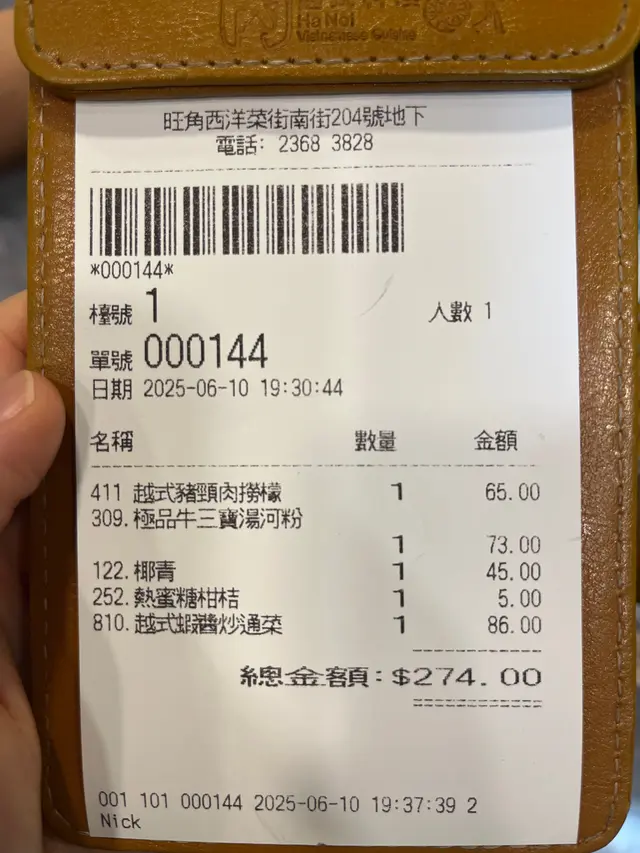 Ha Noi
Vietnamese Cuisine
旺角西洋菜街南街204號地下
電話: 2368 3828
*000144*
檯號 1 人數 1
單號 000144
日期 2025-06-10 19:30:44
名稱 數量 金額
411 越式豬頸肉撈檬 1 65.00
309.極品牛三寶湯河粉
1 73.00
122.椰青 1 45.00
252.熱蜜糖柑桔 1 5.00
810.越式蝦醬炒通菜 1 86.00
總金額:$274.00
001 101 000144 2025-06-10 19:37:39 2
Nick